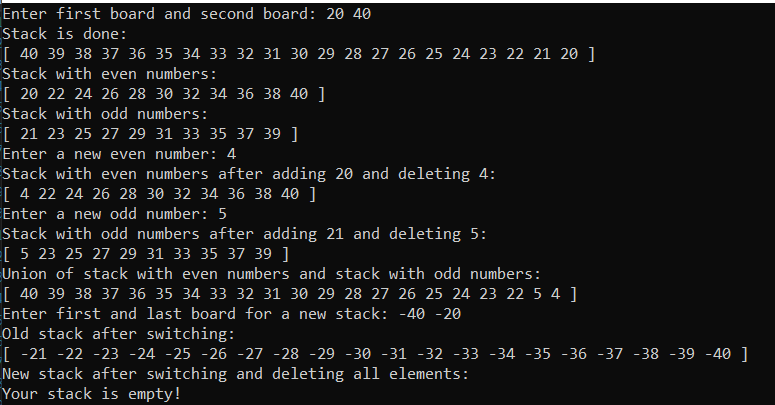 Enter first board and second board: 20 40
Stack is done:
[ 40 39 38 37 36 35 34 33 32 31 30 29 28 27 26 25 24 23 22 21 20 ]
Stack with even numbers:
[ 20 22 24 26 28 30 32 34 36 38 40 ]
Stack with odd numbers:
[ 21 23 25 27 29 31 33 35 37 39 ]
Enter a new even number: 4
Stack with even numbers after adding 20 and deleting 4:
[ 4 22 24 26 28 30 32 34 36 38 40 ]
Enter a new odd number: 5
Stack with odd numbers after adding 21 and deleting 5:
[ 5 23 25 27 29 31 33 35 37 39 ]
Union of stack with even numbers and stack with odd numbers:
[ 40 39 38 37 36 35 34 33 32 31 30 29 28 27 26 25 24 23 22 5 4 ]
Enter first and last board for a new stack: -40 -20
Old stack after switching:
[ -21 -22 -23 -24 -25 -26 -27 -28 -29 -30 -31 -32 -33 -34 -35 -36 -37 -38 -39 -40 ]
New stack after switching and deleting all elements:
Your stack is empty!